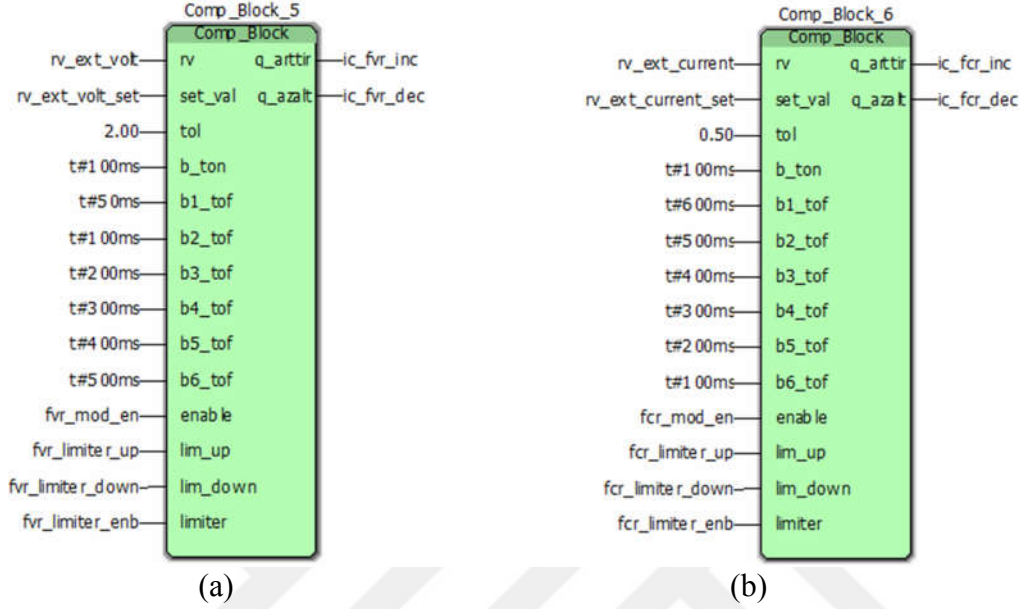 Comp_Block_5
Comp_Block
rv_ext_volt rv q_arttir ic_fvr_inc
rv_ext_volt_set set_val q_azalt ic_fvr_dec
2.00 tol
t#100ms b_ton
t#50ms b1_tof
t#100ms b2_tof
t#200ms b3_tof
t#300ms b4_tof
t#400ms b5_tof
t#500ms b6_tof
fvr_mod_en enable
fvr_limiter_up lim_up
fvr_limiter_down lim_down
fvr_limiter_enb limiter
(a)
Comp_Block_6
Comp_Block
rv_ext_current rv q_arttir ic_fcr_inc
rv_ext_current_set set_val q_azalt ic_fcr_dec
0.50 tol
t#100ms b_ton
t#600ms b1_tof
t#500ms b2_tof
t#400ms b3_tof
t#300ms b4_tof
t#200ms b5_tof
t#100ms b6_tof
fcr_mod_en enable
fcr_limiter_up lim_up
fcr_limiter_down lim_down
fcr_limiter_enb limiter
(b)